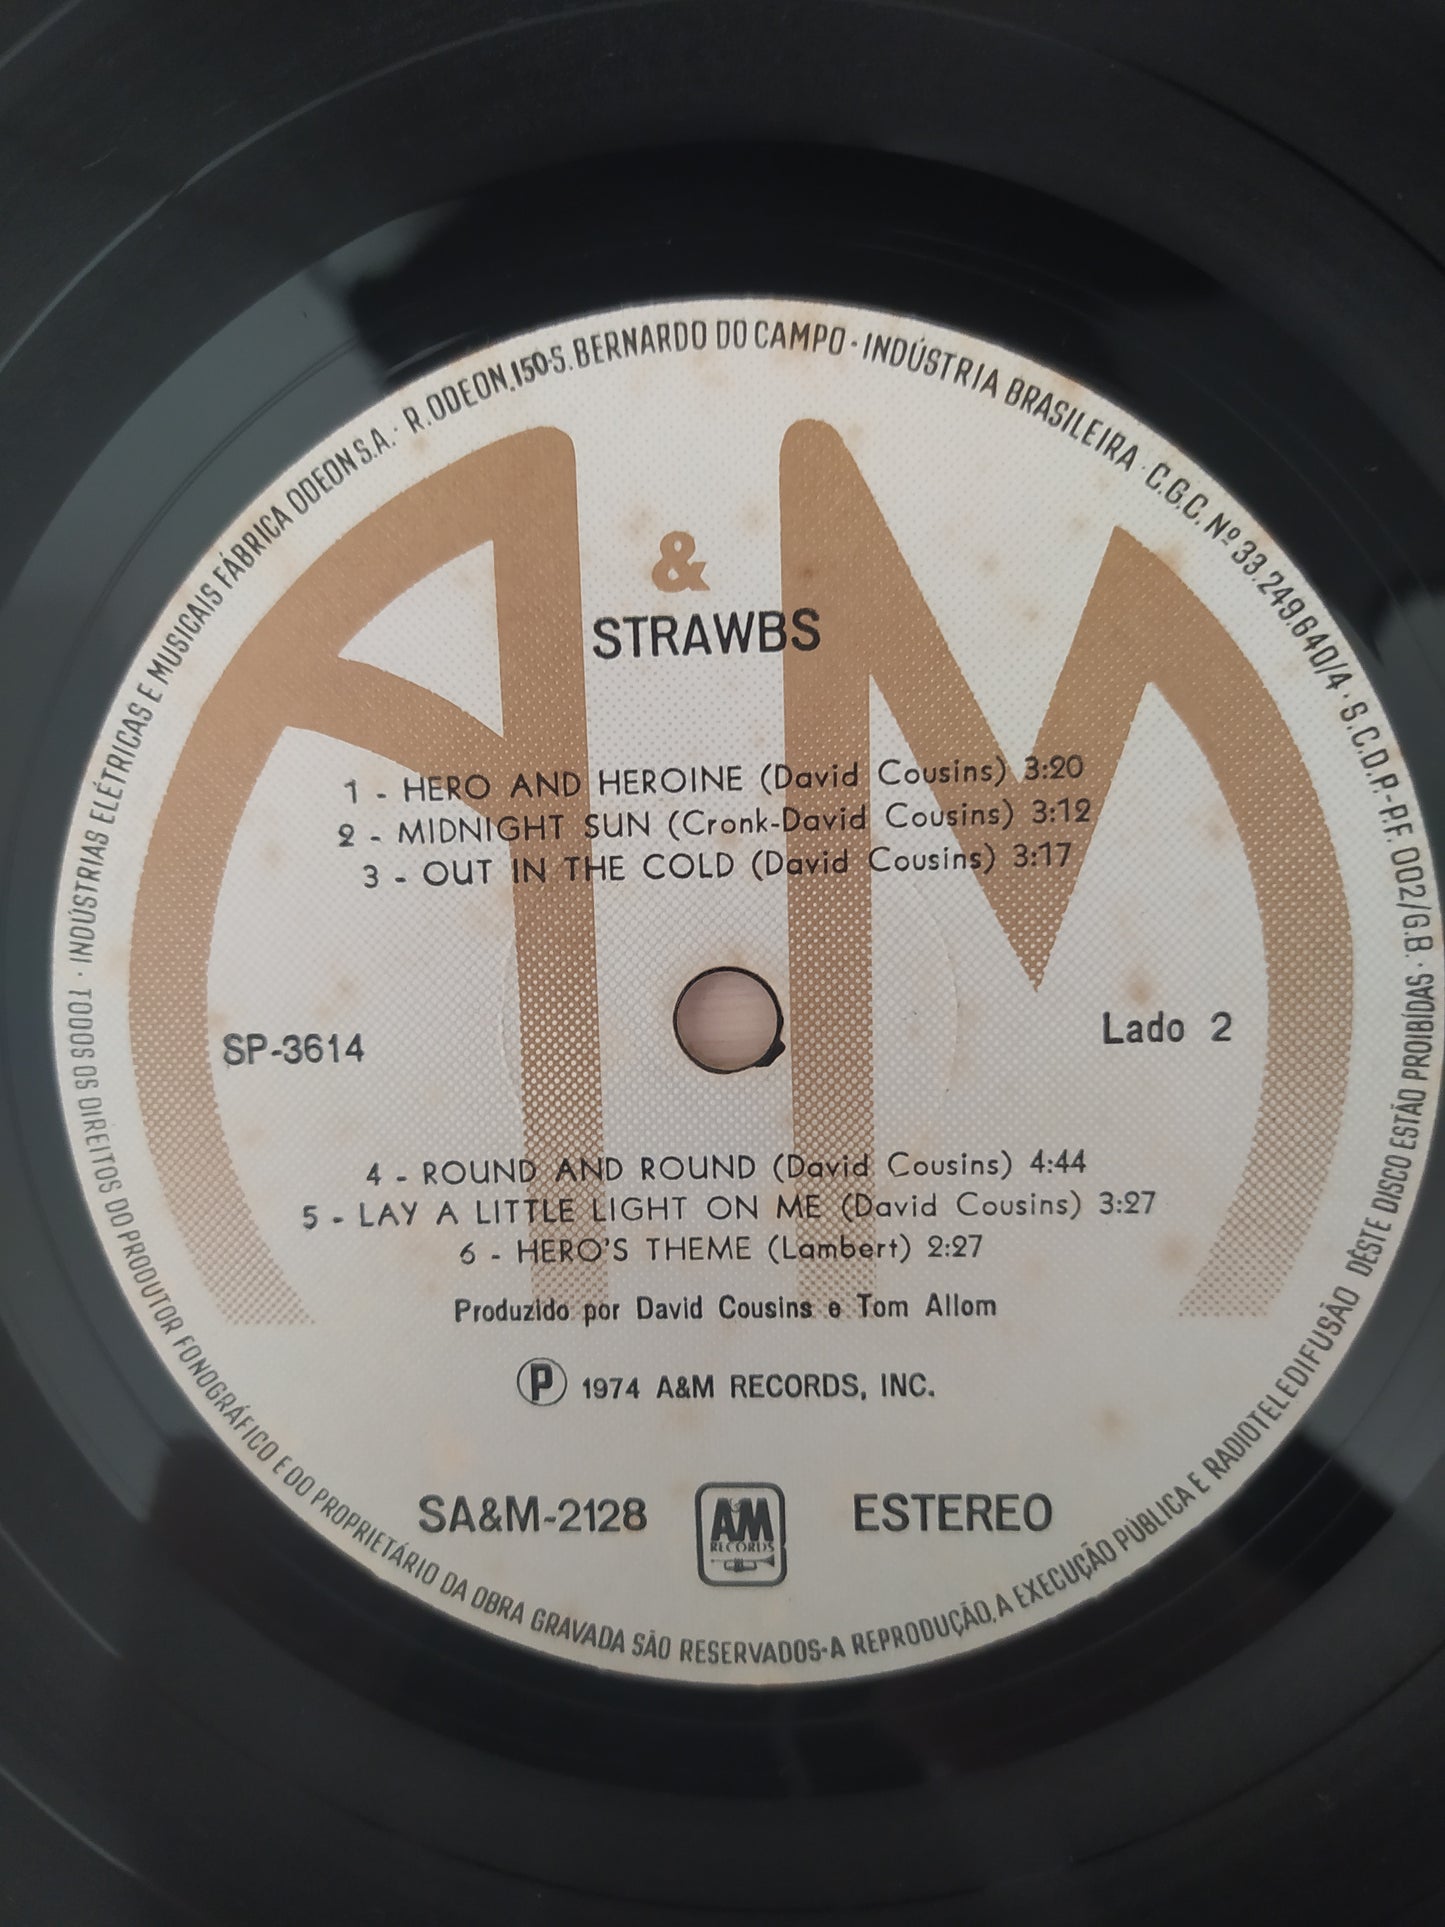 INDÚSTRIAS ELÉTRICAS E MUSICAIS FÁBRICA ODEON S.A. · R. ODEON, 150-S. BERNARDO DO CAMPO · INDÚSTRIA BRASILEIRA · C.G.C. Nº 33.249.640/4 · S.C.D.P.-P.F. 002/G.B. ·
A&M
STRAWBS
1 - HERO AND HEROINE (David Cousins) 3:20
2 - MIDNIGHT SUN (Cronk-David Cousins) 3:12
3 - OUT IN THE COLD (David Cousins) 3:17
SP-3614
Lado 2
4 - ROUND AND ROUND (David Cousins) 4:44
5 - LAY A LITTLE LIGHT ON ME (David Cousins) 3:27
6 - HERO'S THEME (Lambert) 2:27
Produzido por David Cousins e Tom Allom
Ⓟ 1974 A&M RECORDS, INC.
SA&M-2128
A&M RECORDS
ESTEREO
TODOS OS DIREITOS DO PRODUTOR FONOGRÁFICO E DO PROPRIETÁRIO DA OBRA GRAVADA SÃO RESERVADOS-A REPRODUÇÃO, A EXECUÇÃO PÚBLICA E RADIOTELEDIFUSÃO DÊSTE DISCO ESTÃO PROIBÍDAS ·